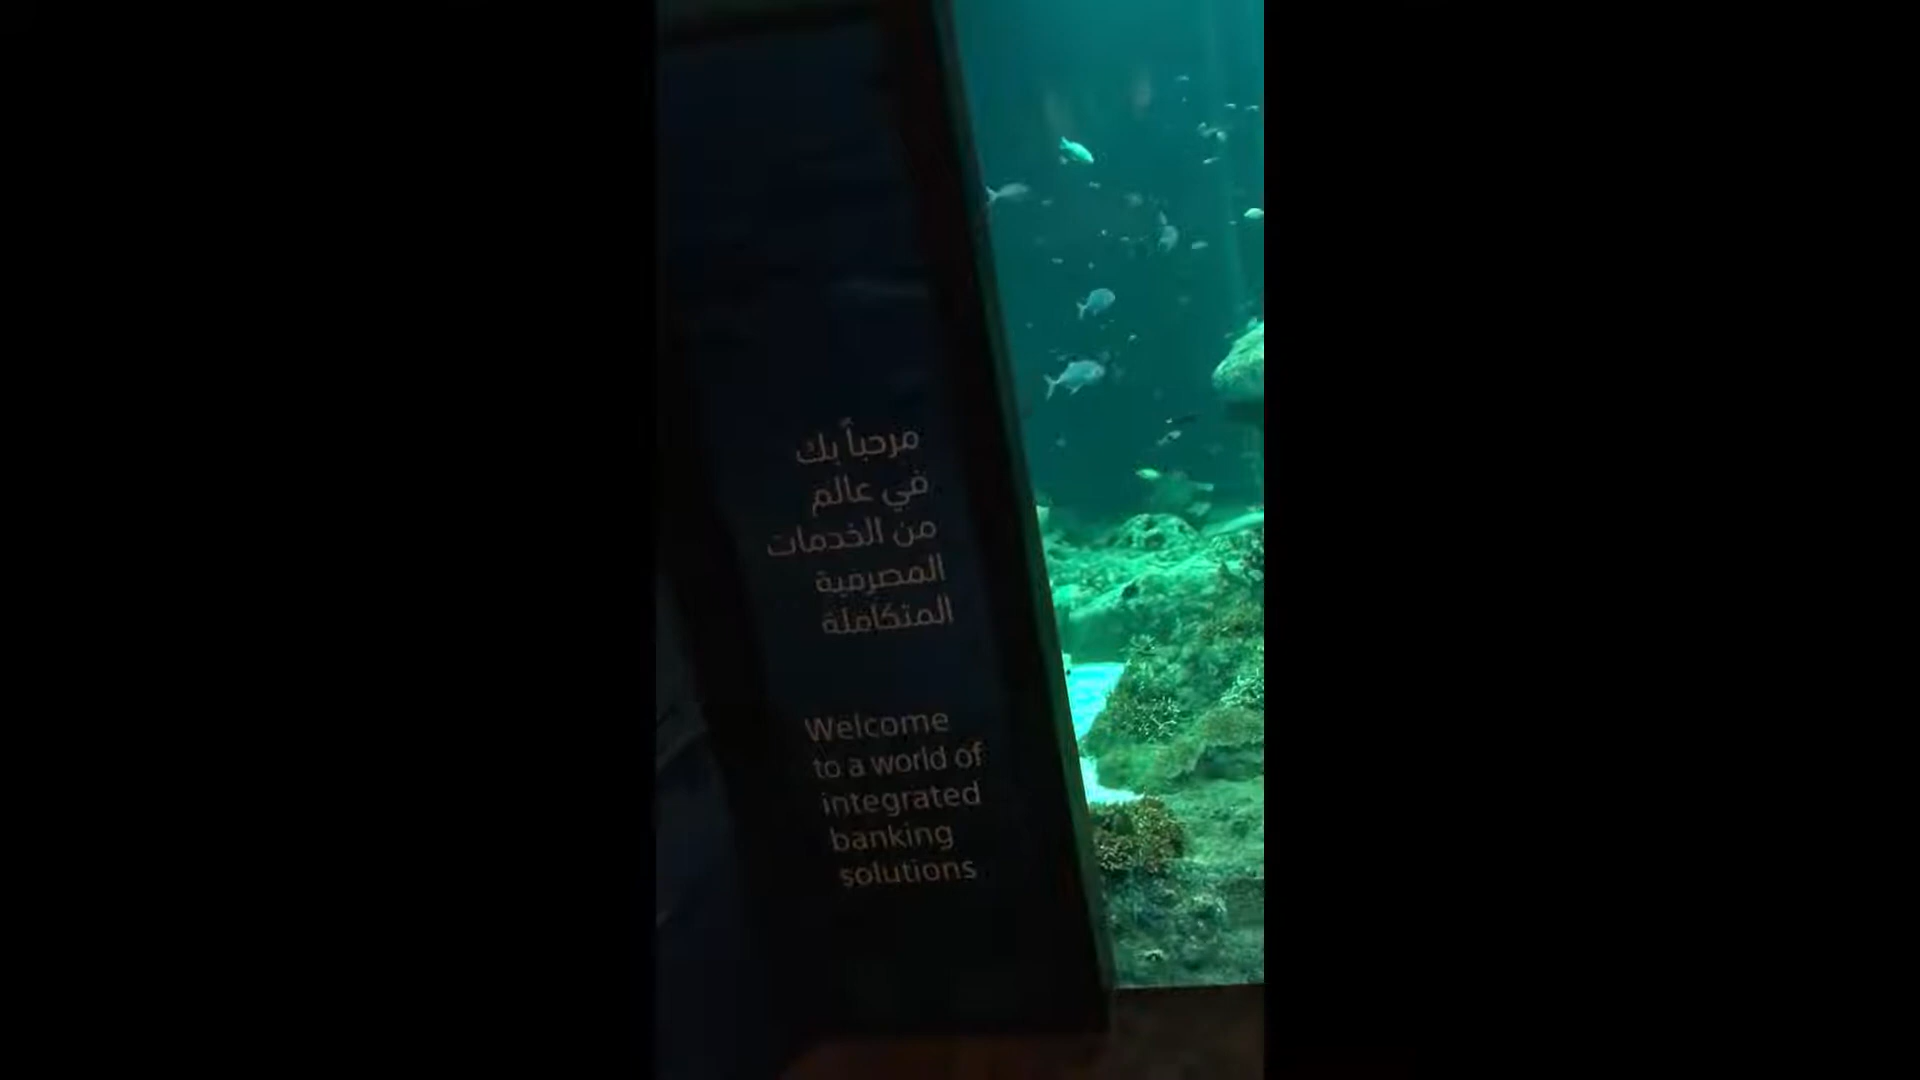 مرحباً بك
في عالم
من الخدمات
المصرفية
المتكاملة
Welcome
to a world of
integrated
banking
solutions